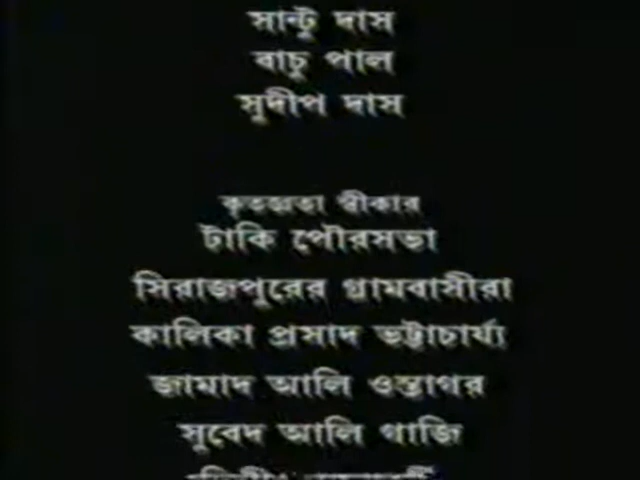 সান্টু দাস
বাচু পাল
সুদীপ দাস
কৃতজ্ঞতা স্বীকার
টাকি পৌরসভা
সিরাজপুরের গ্রামবাসীরা
কালিকা প্রসাদ ভট্টাচার্য্য
জামাদ আলি ওস্তাগর
সুবেদ আলি গাজি